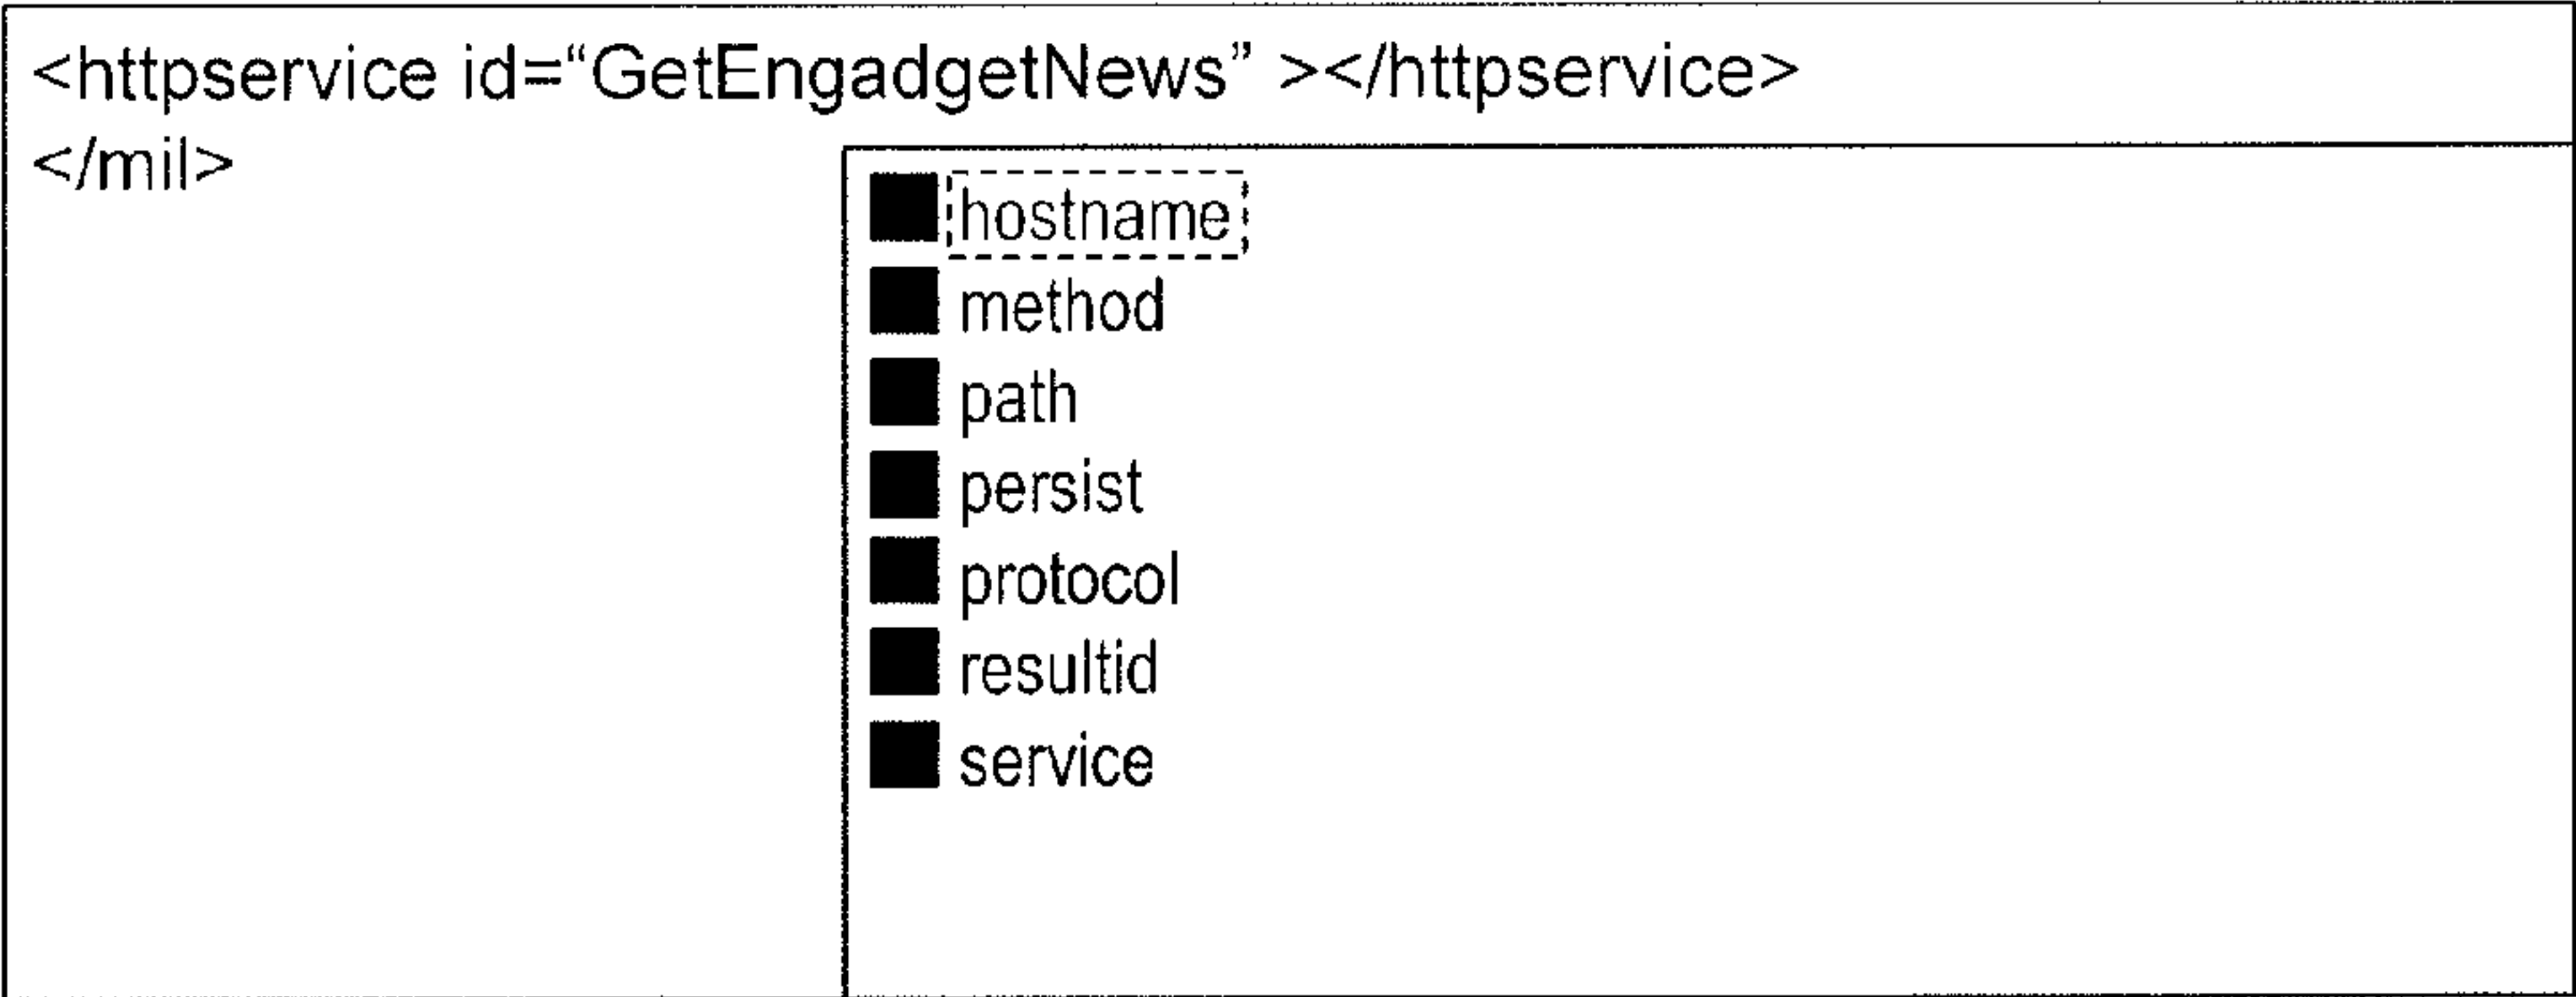 <httpservice id=“GetEngadgetNews” ></httpservice>
</mil>
hostname
method
path
persist
protocol
resultid
service